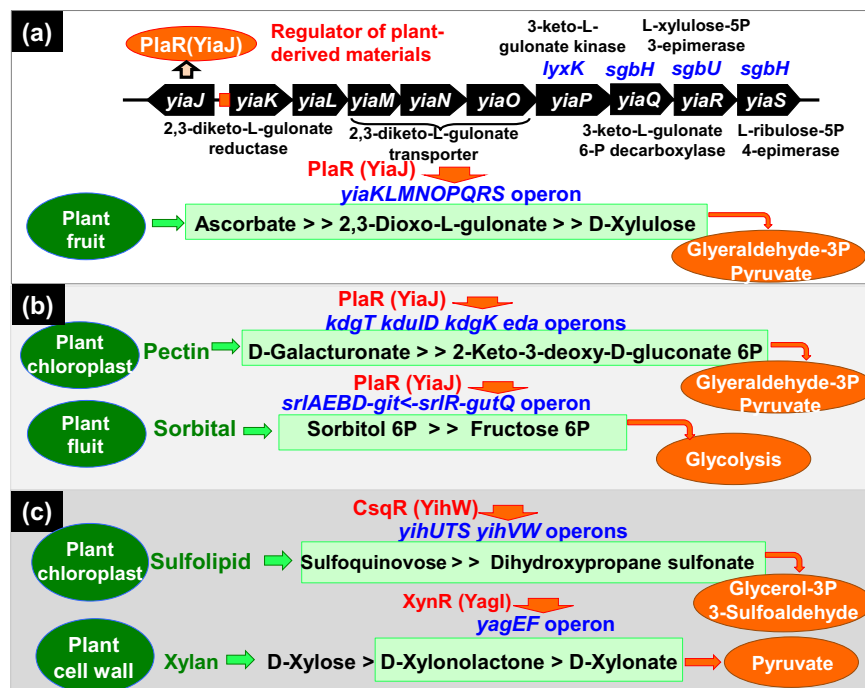 (a)
PlaR(YiaJ)
Regulator of plant-
derived materials
3-keto-L-
gulonate kinase
L-xylulose-5P
3-epimerase
lyxK sgbH sgbU sgbH
yiaJ yiaK yiaL yiaM yiaN yiaO yiaP yiaQ yiaR yiaS
2,3-diketo-L-gulonate
reductase
2,3-diketo-L-gulonate
transporter
3-keto-L-gulonate
6-P decarboxylase
L-ribulose-5P
4-epimerase
PlaR (YiaJ)
yiaKLMNOPQRS operon
Plant
fruit
Ascorbate > > 2,3-Dioxo-L-gulonate > > D-Xylulose
Glyeraldehyde-3P
Pyruvate
(b)
PlaR (YiaJ)
kdgT kduID kdgK eda operons
Plant
chloroplast
Pectin
D-Galacturonate > > 2-Keto-3-deoxy-D-gluconate 6P
Glyeraldehyde-3P
Pyruvate
PlaR (YiaJ)
srlAEBD-git<-srlR-gutQ operon
Plant
fluit
Sorbital
Sorbitol 6P > > Fructose 6P
Glycolysis
(c)
CsqR (YihW)
yihUTS yihVW operons
Plant
chloroplast
Sulfolipid
Sulfoquinovose > > Dihydroxypropane sulfonate
Glycerol-3P
3-Sulfoaldehyde
XynR (YagI)
yagEF operon
Plant
cell wall
Xylan
D-Xylose > D-Xylonolactone > D-Xylonate
Pyruvate